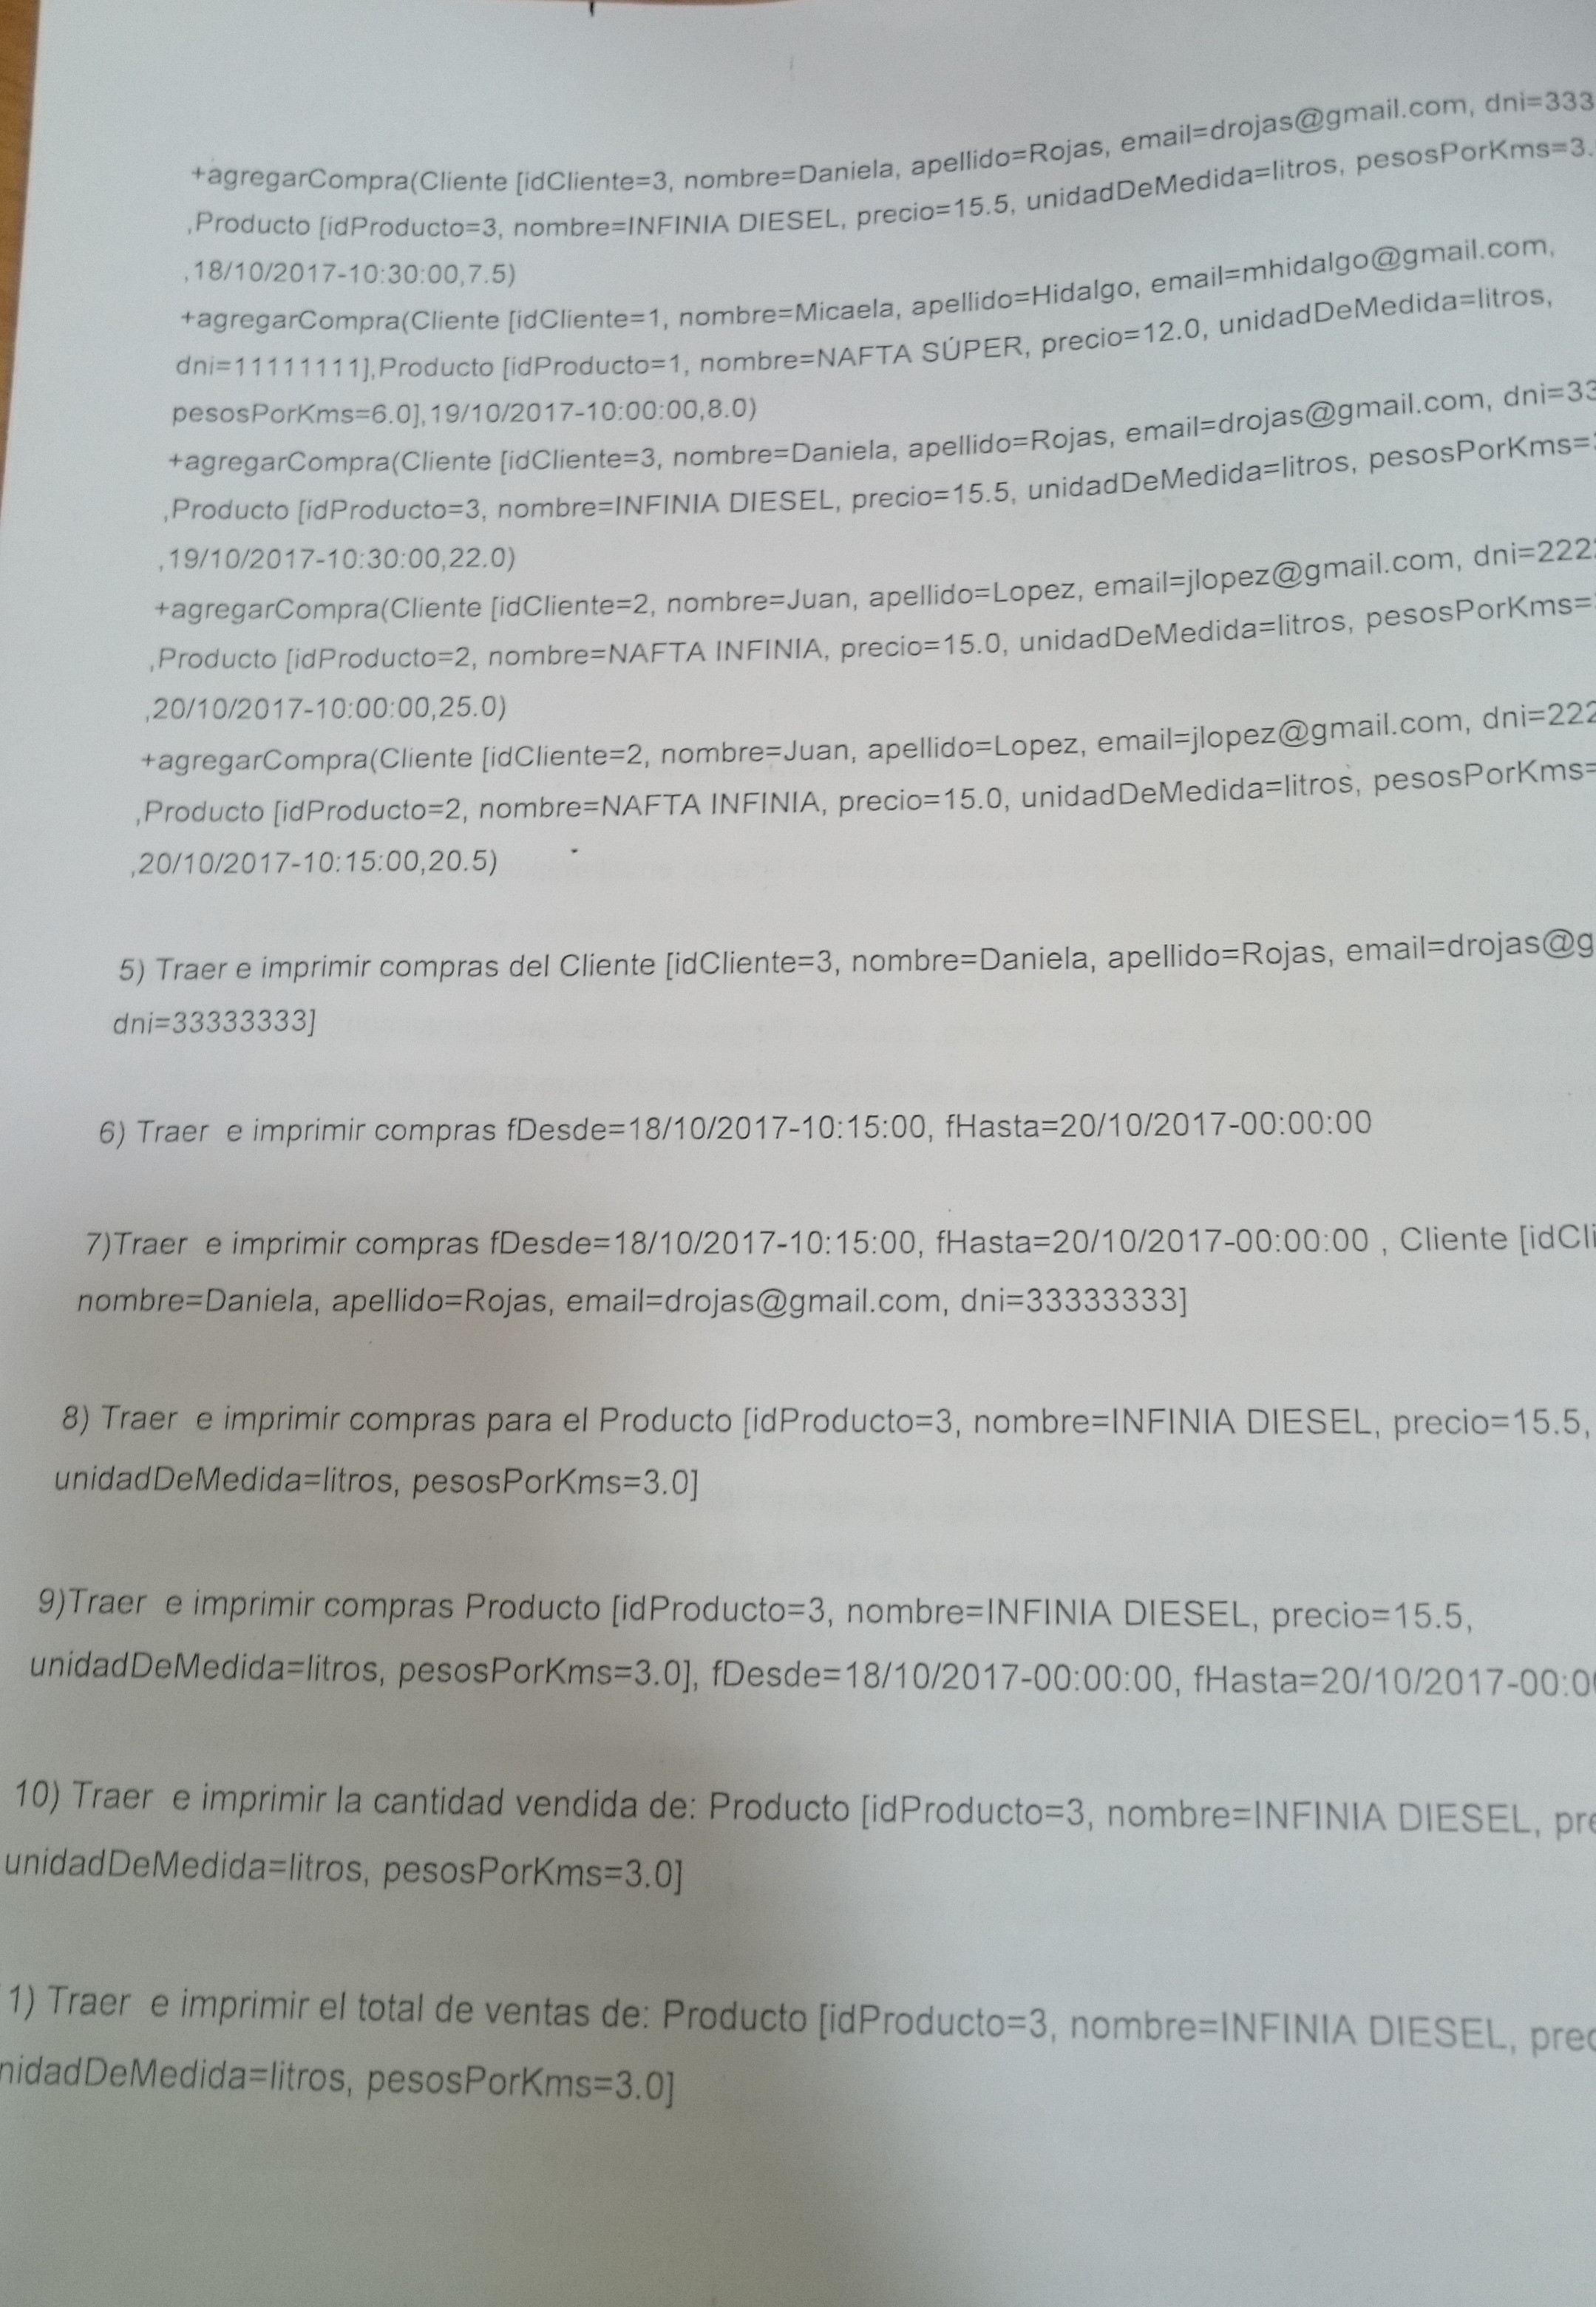 +agregarCompra(Cliente [idCliente=3, nombre=Daniela, apellido=Rojas, email=drojas@gmail.com, dni=333
,Producto [idProducto=3, nombre=INFINIA DIESEL, precio=15.5, unidadDeMedida=litros, pesosPorKms=3.
,18/10/2017-10:30:00,7.5)
+agregarCompra(Cliente [idCliente=1, nombre=Micaela, apellido=Hidalgo, email=mhidalgo@gmail.com,
dni=11111111],Producto [idProducto=1, nombre=NAFTA SÚPER, precio=12.0, unidadDeMedida=litros,
pesosPorKms=6.0],19/10/2017-10:00:00,8.0)
+agregarCompra(Cliente [idCliente=3, nombre=Daniela, apellido=Rojas, email=drojas@gmail.com, dni=33
,Producto [idProducto=3, nombre=INFINIA DIESEL, precio=15.5, unidadDeMedida=litros, pesosPorKms=
,19/10/2017-10:30:00,22.0)
+agregarCompra(Cliente [idCliente=2, nombre=Juan, apellido=Lopez, email=jlopez@gmail.com, dni=222
,Producto [idProducto=2, nombre=NAFTA INFINIA, precio=15.0, unidadDeMedida=litros, pesosPorKms=
,20/10/2017-10:00:00,25.0)
+agregarCompra(Cliente [idCliente=2, nombre=Juan, apellido=Lopez, email=jlopez@gmail.com, dni=222
,Producto [idProducto=2, nombre=NAFTA INFINIA, precio=15.0, unidadDeMedida=litros, pesosPorKms=
,20/10/2017-10:15:00,20.5)
5) Traer e imprimir compras del Cliente [idCliente=3, nombre=Daniela, apellido=Rojas, email=drojas@g
dni=33333333]
6) Traer e imprimir compras fDesde=18/10/2017-10:15:00, fHasta=20/10/2017-00:00:00
7)Traer e imprimir compras fDesde=18/10/2017-10:15:00, fHasta=20/10/2017-00:00:00 , Cliente [idCli
nombre=Daniela, apellido=Rojas, email=drojas@gmail.com, dni=33333333]
8) Traer e imprimir compras para el Producto [idProducto=3, nombre=INFINIA DIESEL, precio=15.5,
unidadDeMedida=litros, pesosPorKms=3.0]
9)Traer e imprimir compras Producto [idProducto=3, nombre=INFINIA DIESEL, precio=15.5,
unidadDeMedida=litros, pesosPorKms=3.0], fDesde=18/10/2017-00:00:00, fHasta=20/10/2017-00:0
10) Traer e imprimir la cantidad vendida de: Producto [idProducto=3, nombre=INFINIA DIESEL, pre
unidadDeMedida=litros, pesosPorKms=3.0]
1) Traer e imprimir el total de ventas de: Producto [idProducto=3, nombre=INFINIA DIESEL, prec
nidadDeMedida=litros, pesosPorKms=3.0]